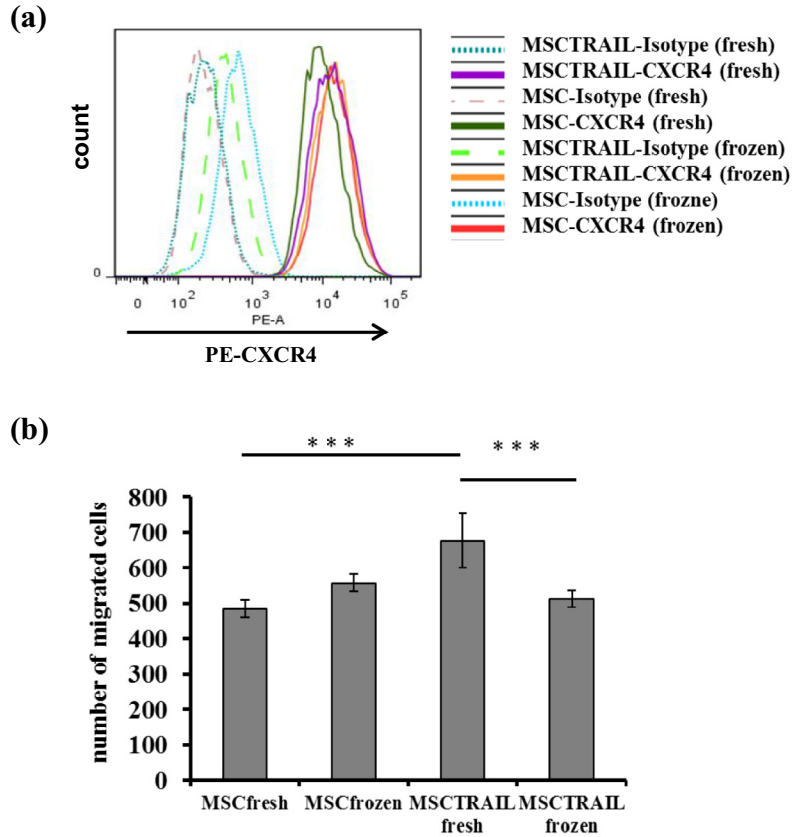 (a)
count
0
0 10² 10³ 10⁴ 10⁵
PE-A
PE-CXCR4
MSCTRAIL-Isotype (fresh)
MSCTRAIL-CXCR4 (fresh)
MSC-Isotype (fresh)
MSC-CXCR4 (fresh)
MSCTRAIL-Isotype (frozen)
MSCTRAIL-CXCR4 (frozen)
MSC-Isotype (frozne)
MSC-CXCR4 (frozen)
(b)
* * *
* * *
number of migrated cells
800
700
600
500
400
300
200
100
0
MSCfresh MSCfrozen MSCTRAIL MSCTRAIL
fresh frozen